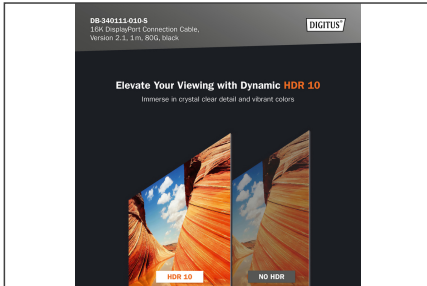 DB-340111-010-S
16K DisplayPort Connection Cable,
Version 2.1, 1m, 80G, black
DIGITUS®
Elevate Your Viewing with Dynamic HDR 10
Immerse in crystal clear detail and vibrant colors
HDR 10
NO HDR